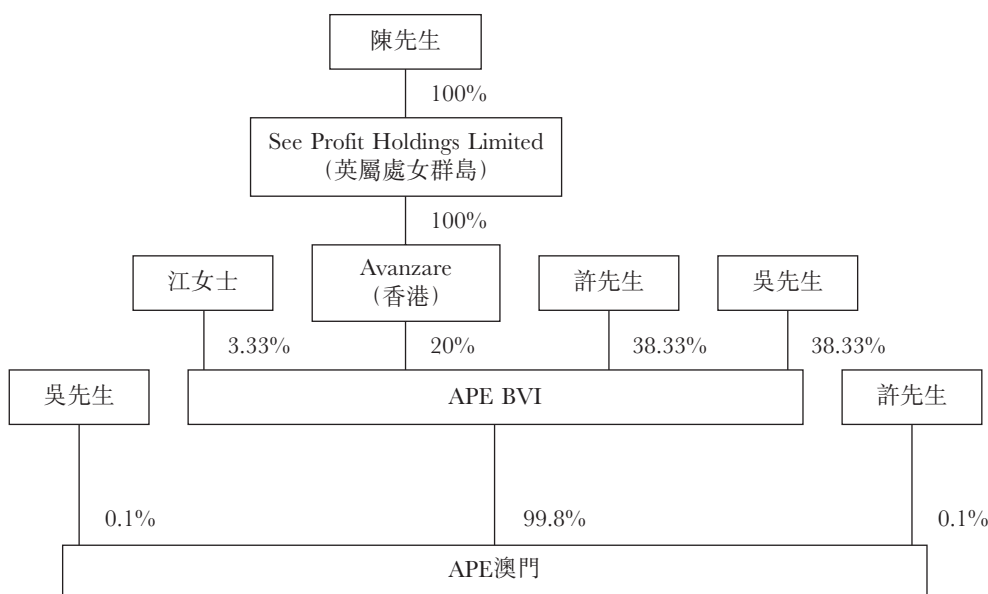 陳先生
100%
See Profit Holdings Limited
(英屬處女群島)
100%
江女士
Avanzare
(香港)
許先生
吳先生
3.33%
20%
38.33%
38.33%
吳先生
APE BVI
許先生
0.1%
99.8%
0.1%
APE澳門